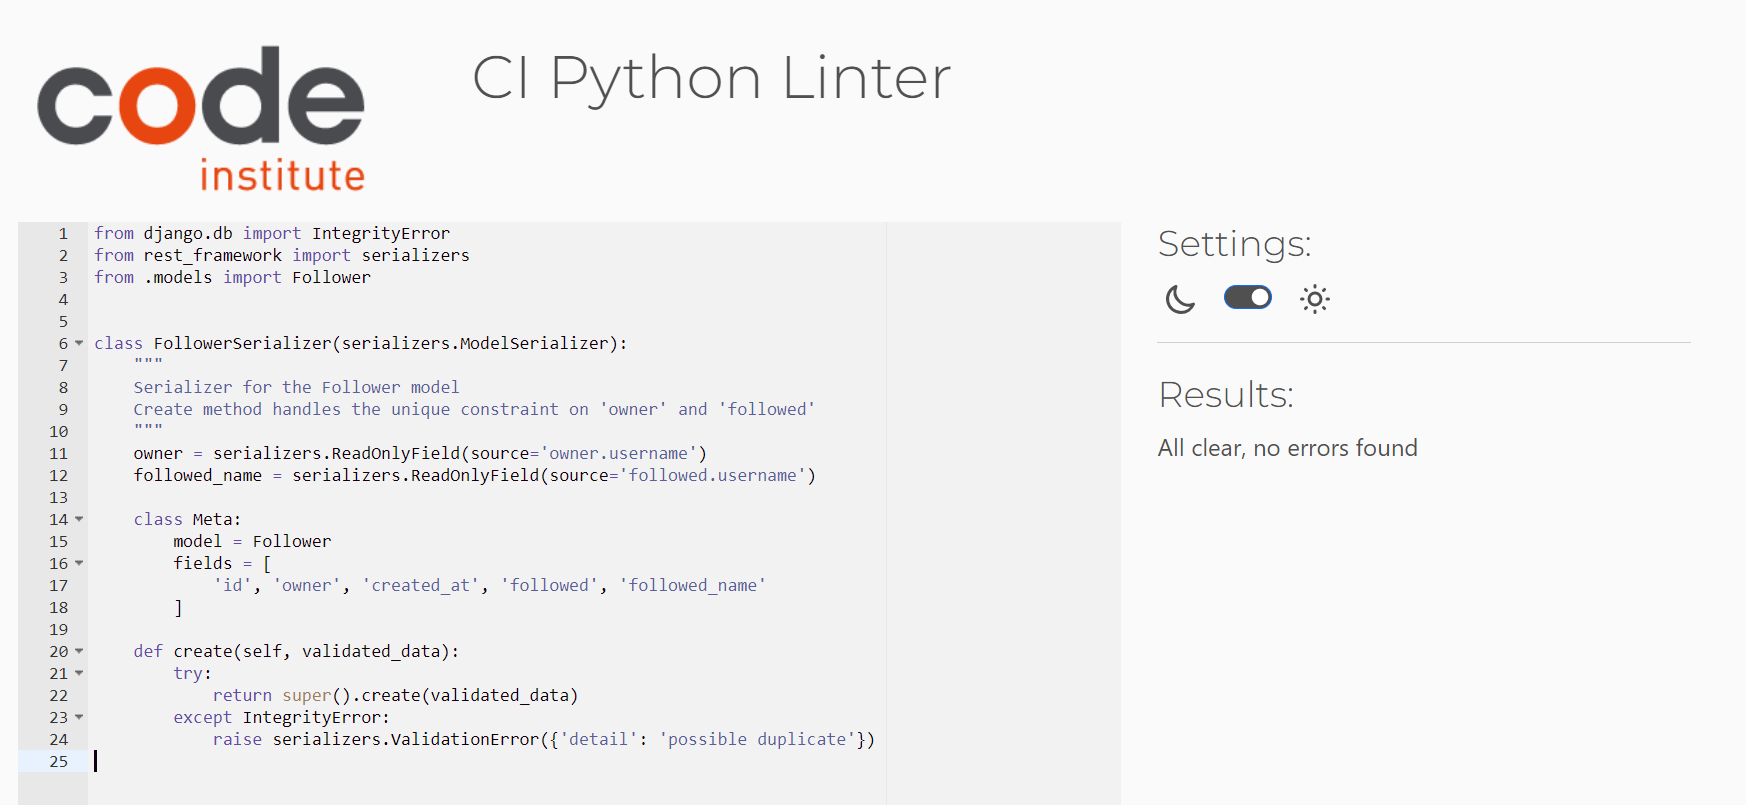 code
institute
CI Python Linter
1 from django.db import IntegrityError
2 from rest_framework import serializers
3 from .models import Follower
4
5
6 class FollowerSerializer(serializers.ModelSerializer):
7     """
8     Serializer for the Follower model
9     Create method handles the unique constraint on 'owner' and 'followed'
10     """
11     owner = serializers.ReadOnlyField(source='owner.username')
12     followed_name = serializers.ReadOnlyField(source='followed.username')
13
14     class Meta:
15         model = Follower
16         fields = [
17             'id', 'owner', 'created_at', 'followed', 'followed_name'
18         ]
19
20     def create(self, validated_data):
21         try:
22             return super().create(validated_data)
23         except IntegrityError:
24             raise serializers.ValidationError({'detail': 'possible duplicate'})
25
Settings:
Results:
All clear, no errors found